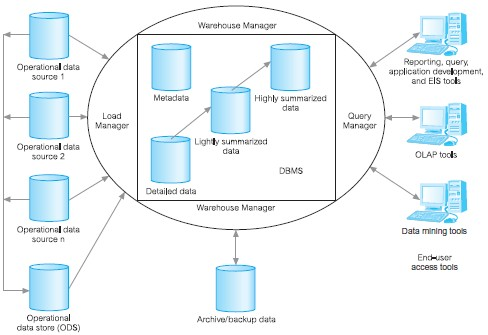 Warehouse Manager
Operational data
source 1
Operational data
source 2
Operational data
source n
Operational
data store (ODS)
Load
Manager
Metadata
Highly summarized
data
Lightly summarized
data
DBMS
Detailed data
Warehouse Manager
Archive/backup data
Query
Manager
Reporting, query,
application development,
and EIS tools
OLAP tools
Data mining tools
End-user
access tools